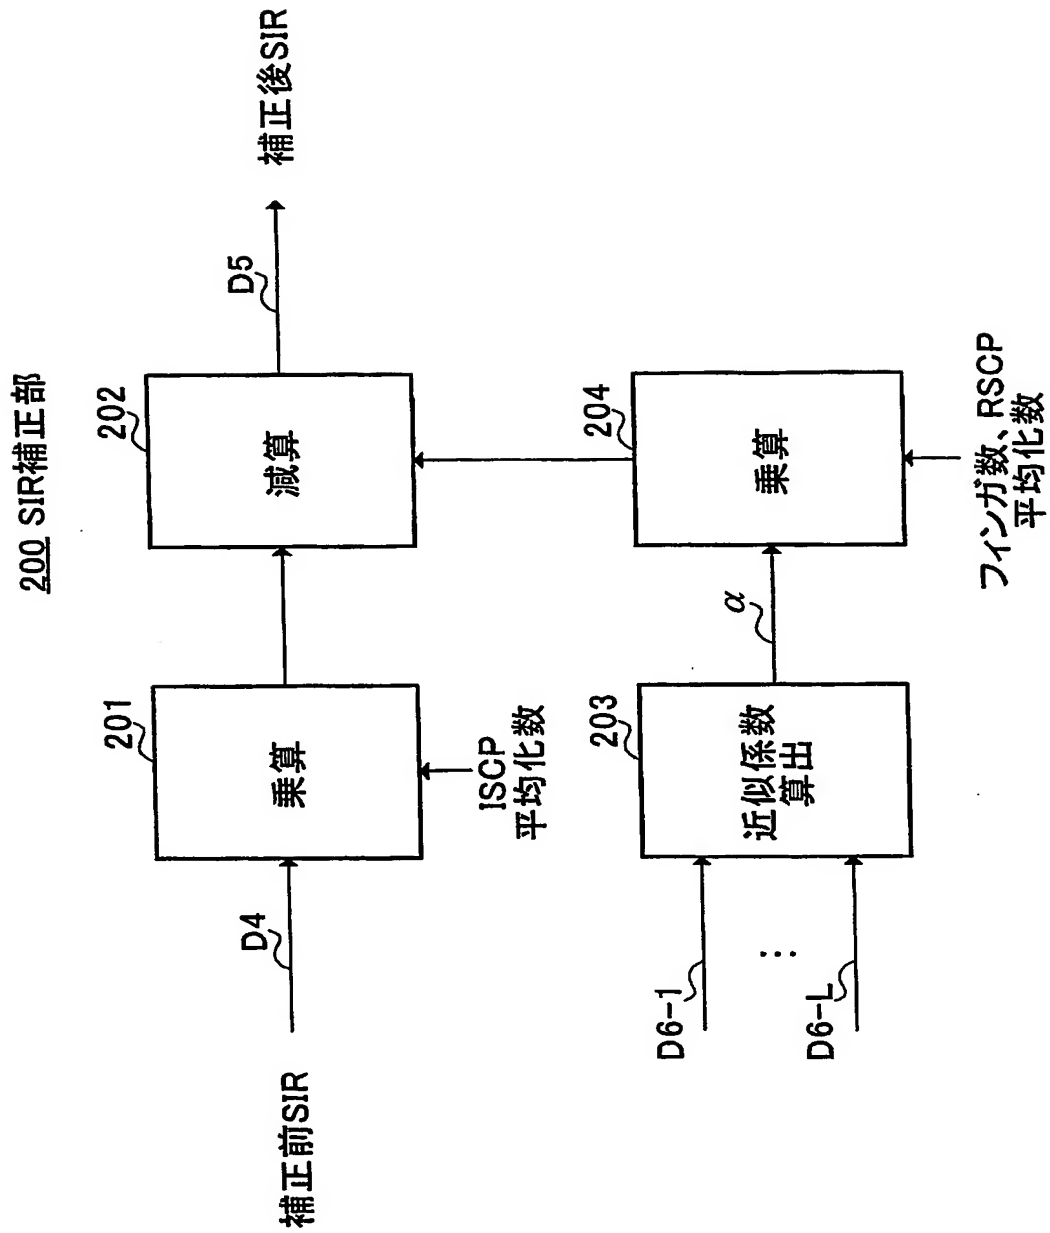 200 SIR補正部
補正前SIR
D4
201
乗算
ISCP
平均化数
202
減算
D5
補正後SIR
D6-1
⋮
D6-L
203
近似係数
算出
α
204
乗算
フィンガ数、RSCP
平均化数